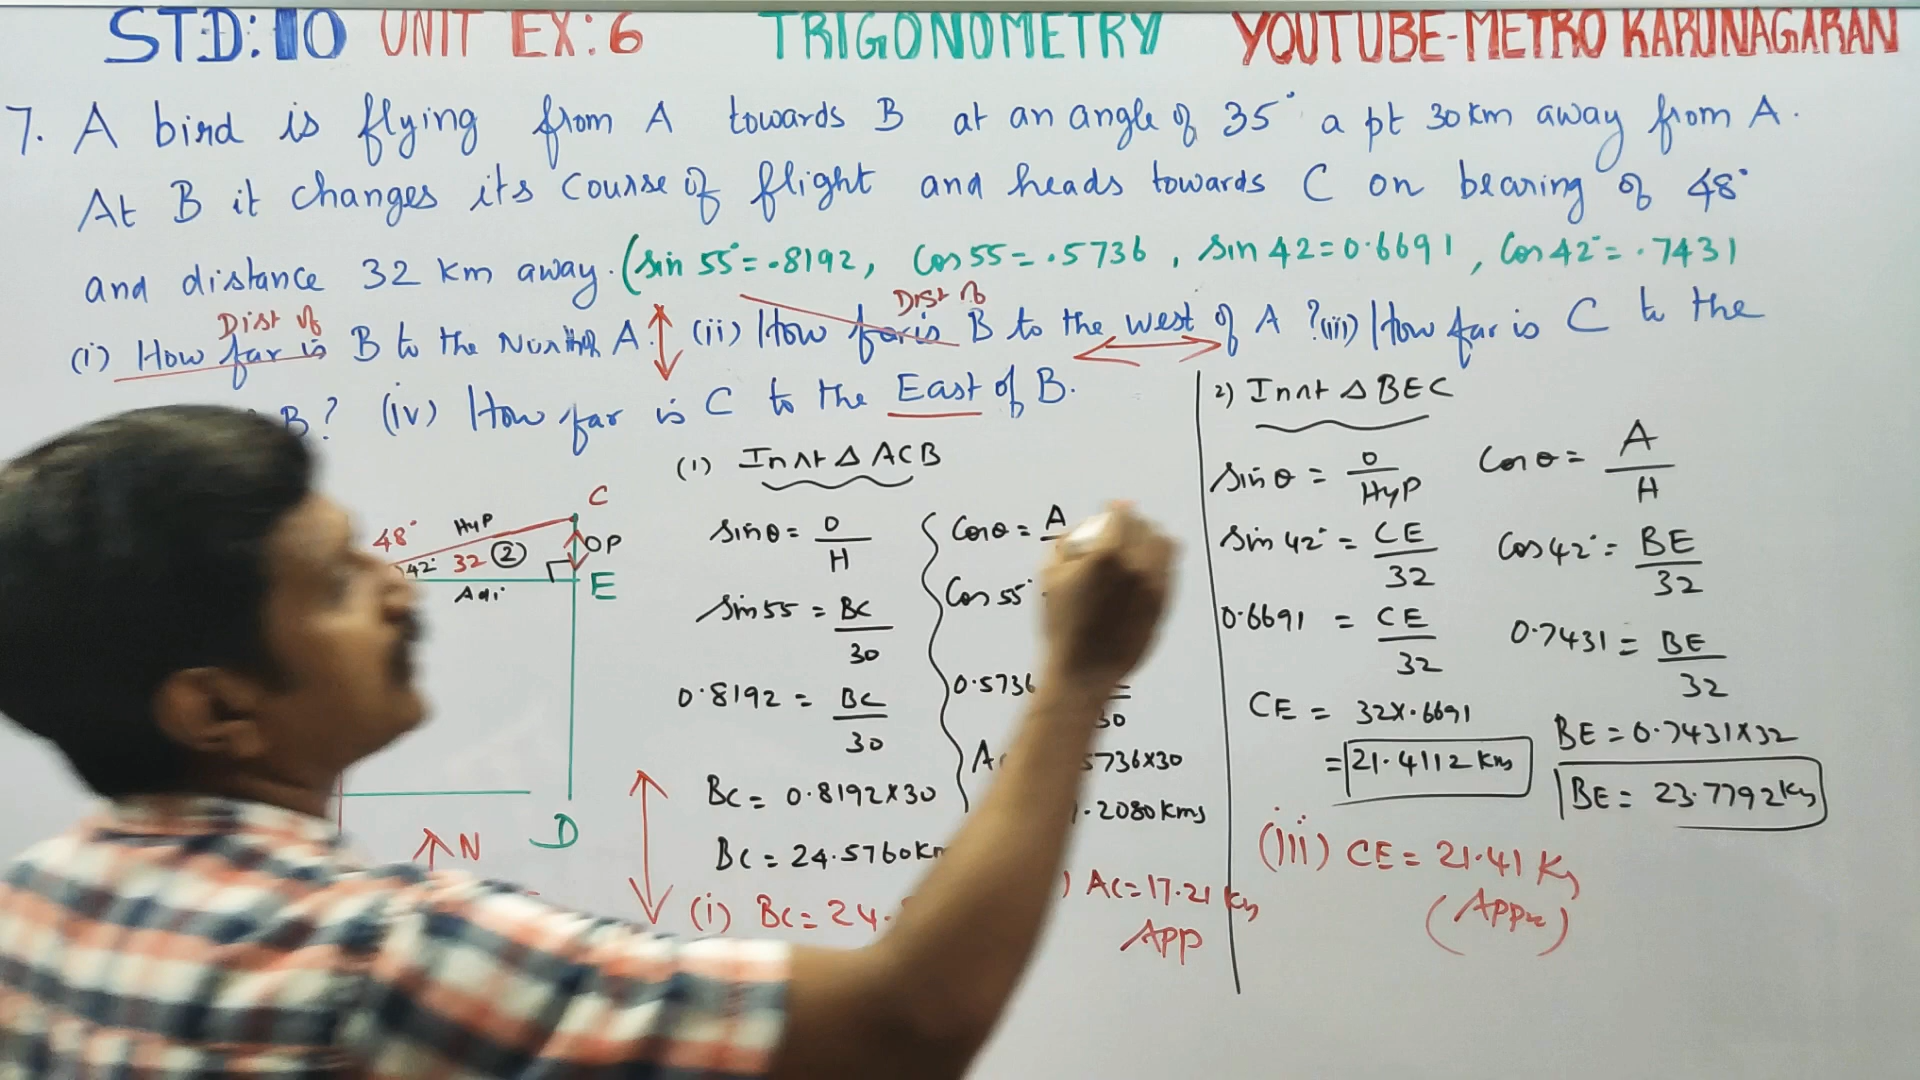 STD:10 UNIT EX:6 TRIGONOMETRY YOUTUBE-METRO KARUNAGARAN
7. A bird is flying from A towards B at an angle of 35° a pt 30 km away from A.
At B it changes its course of flight and heads towards C on bearing of 48°
and distance 32 km away. (sin 55° = .8192, Cos 55 = .5736, sin 42 = 0.6691, Cos 42° = .7431
Dist of Dist of
(i) How far is B to the North of A. (ii) How far is B to the west of A? (iii) How far is C to the
B? (iv) How far is C to the East of B.
(1) In rt Δ ACB
sin θ = O/H
sin 55 = BC/30
0.8192 = BC/30
BC = 0.8192 x 30
BC = 24.5760 Km
(i) BC = 24.
Cos θ = A
Cos 55°
0.5736
30
5736x30
.2080 Kms
) AC = 17.21 Km
APP
2) In rt Δ BEC
Sin θ = O/HyP
Sin 42° = CE/32
0.6691 = CE/32
CE = 32x.6691
= 21.4112 Km
Cos θ = A/H
Cos 42° = BE/32
0.7431 = BE/32
BE = 0.7431x32
BE = 23.7792 Km
(iii) CE = 21.41 K
C
48° HyP
42° 32 (2) OP
E
Adj
D
N